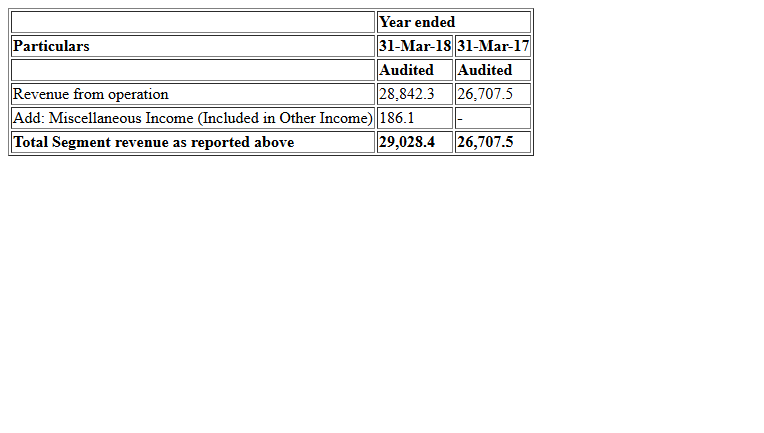 Year ended
Particulars 31-Mar-18 31-Mar-17
Audited Audited
Revenue from operation 28,842.3 26,707.5
Add: Miscellaneous Income (Included in Other Income) 186.1 -
Total Segment revenue as reported above 29,028.4 26,707.5